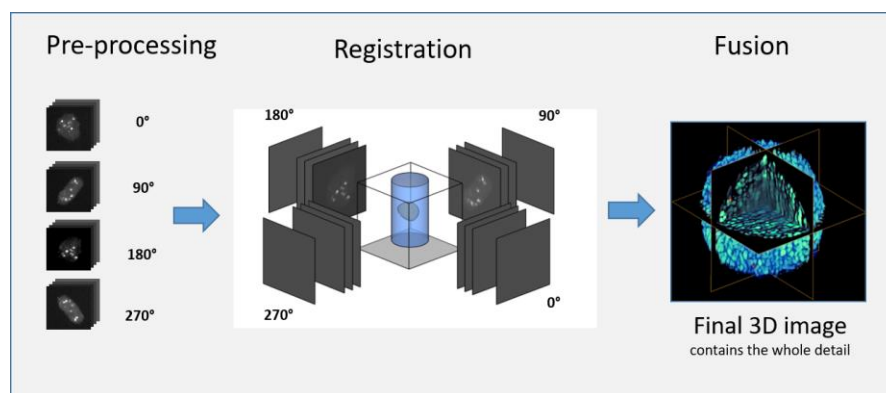 Pre-processing
Registration
Fusion
0°
90°
180°
270°
180°
90°
270°
0°
Final 3D image
contains the whole detail